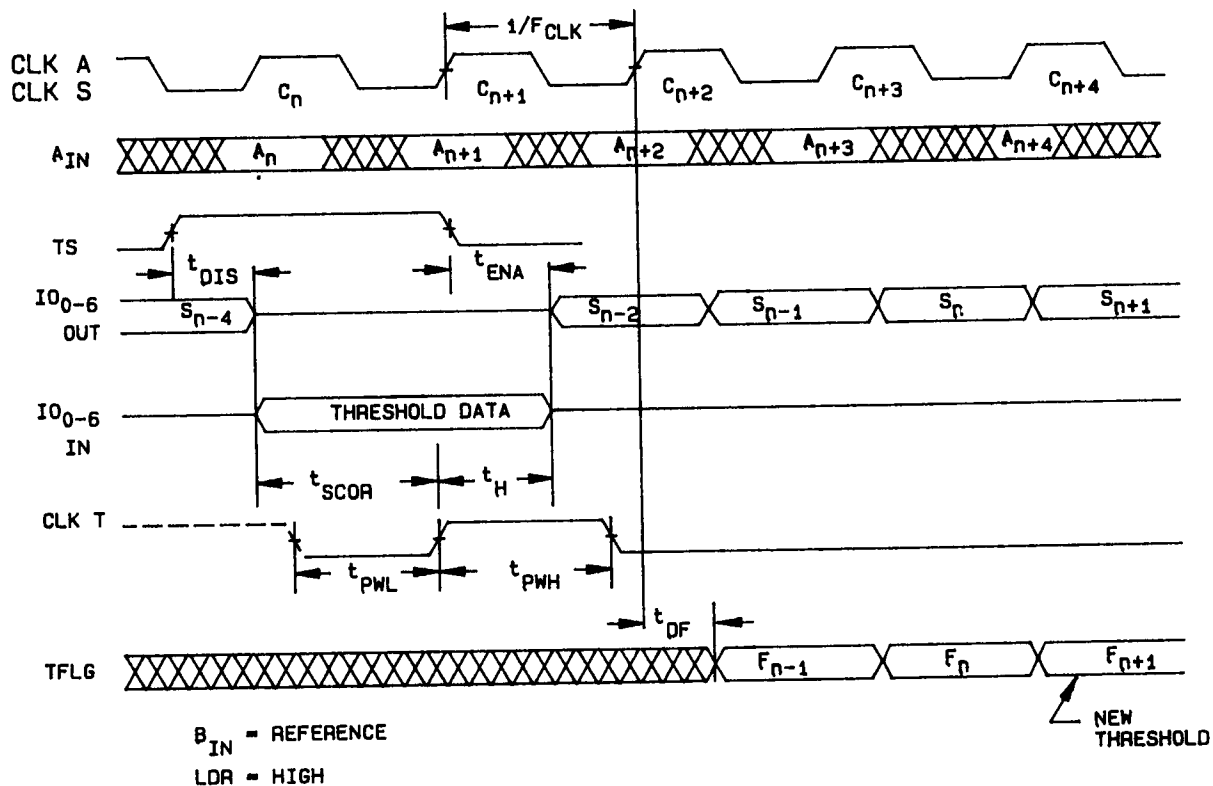 1/FCLK
CLK A
CLK S
Cn Cn+1 Cn+2 Cn+3 Cn+4
AIN An An+1 An+2 An+3 An+4
TS
tDIS tENA
IO0-6
OUT
Sn-4 Sn-2 Sn-1 Sn Sn+1
IO0-6
IN
THRESHOLD DATA
tSCOR tH
CLK T
tPWL tPWH
tDF
TFLG Fn-1 Fn Fn+1
NEW
THRESHOLD
BIN = REFERENCE
LDR = HIGH